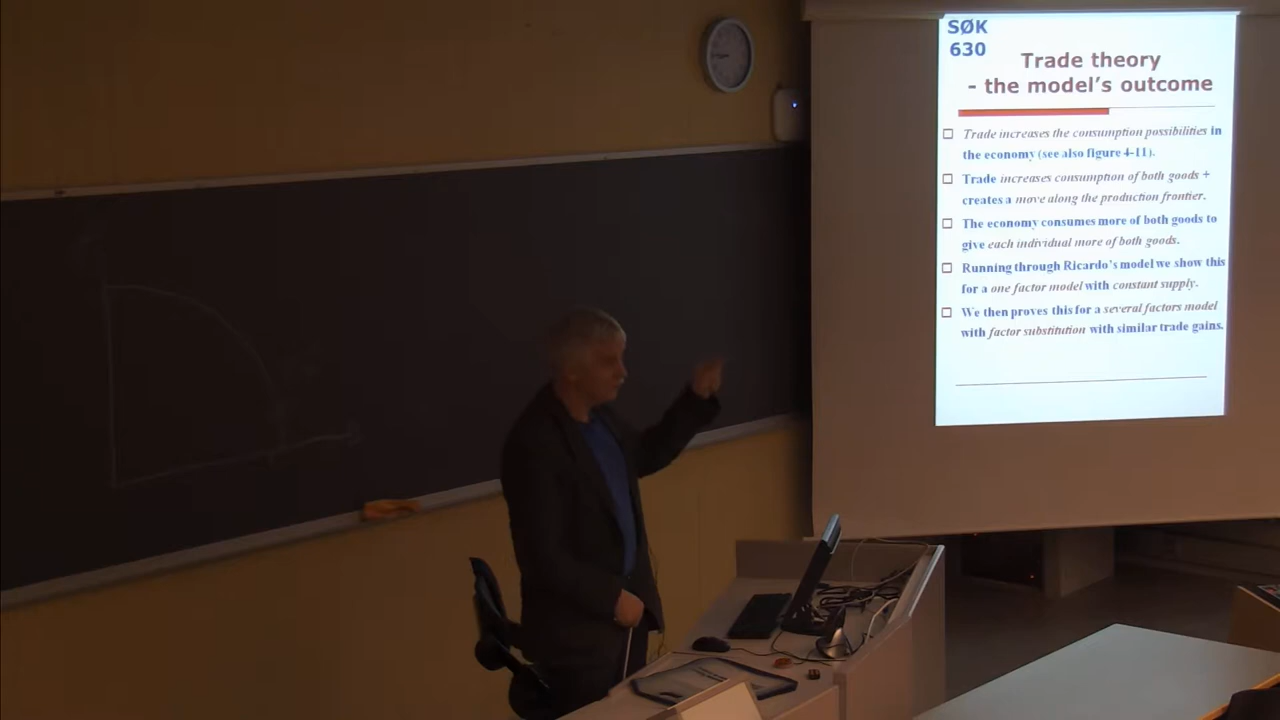 SØK
630
Trade theory
- the model's outcome
Trade increases the consumption possibilities in
the economy (see also figure 4-11).
Trade increases consumption of both goods +
creates a move along the production frontier.
The economy consumes more of both goods to
give each individual more of both goods.
Running through Ricardo's model we show this
for a one factor model with constant supply.
We then proves this for a several factors model
with factor substitution with similar trade gains.